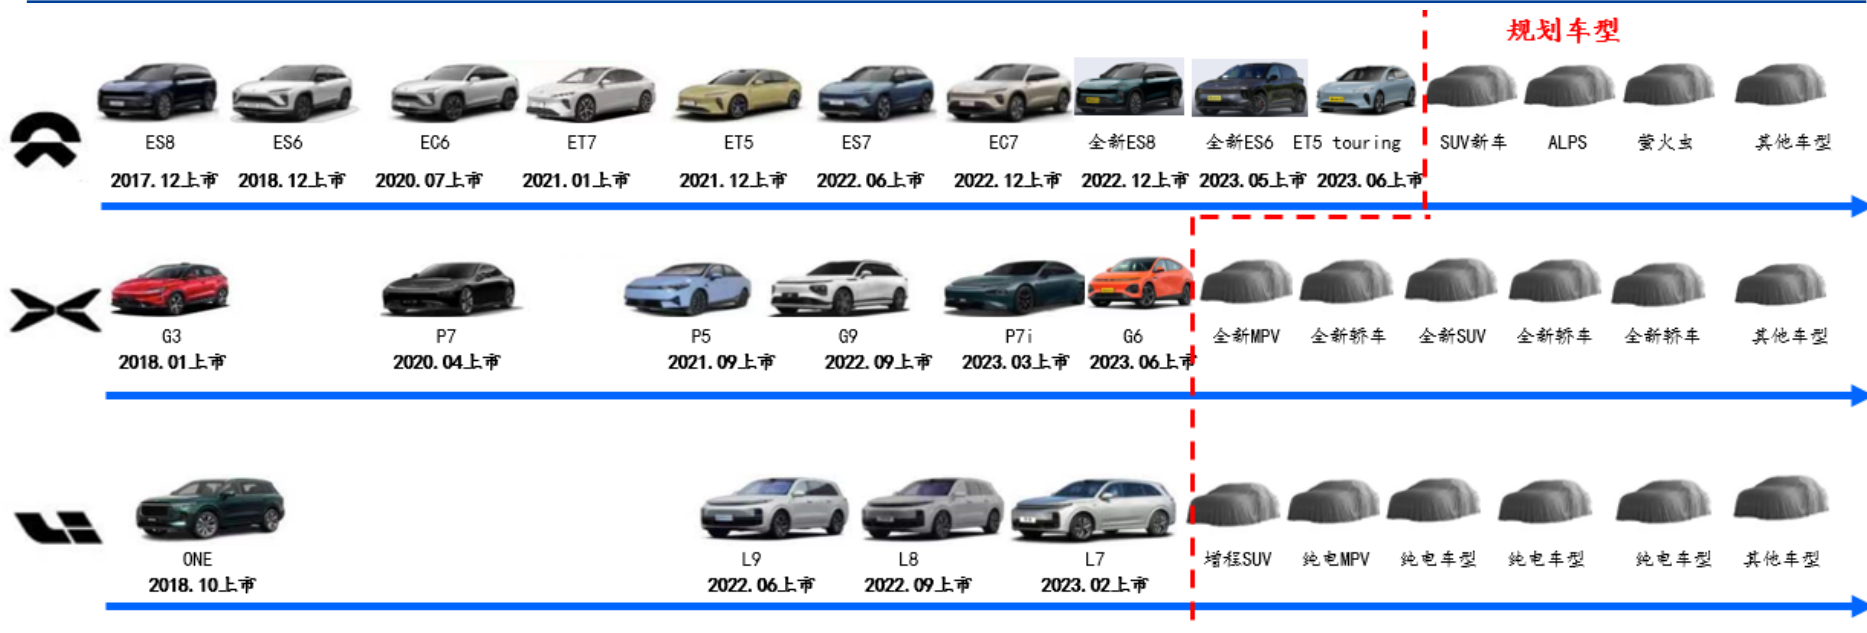 规划车型
ES8 ES6 EC6 ET7 ET5 ES7 EC7 全新ES8 全新ES6 ET5 touring SUV新车 ALPS 萤火虫 其他车型
2017.12上市 2018.12上市 2020.07上市 2021.01上市 2021.12上市 2022.06上市 2022.12上市 2022.12上市 2023.05上市 2023.06上市
G3 P7 P5 G9 P7i G6 全新MPV 全新轿车 全新SUV 全新轿车 全新轿车 其他车型
2018.01上市 2020.04上市 2021.09上市 2022.09上市 2023.03上市 2023.06上市
ONE L9 L8 L7 增程SUV 纯电MPV 纯电车型 纯电车型 纯电车型 其他车型
2018.10上市 2022.06上市 2022.09上市 2023.02上市